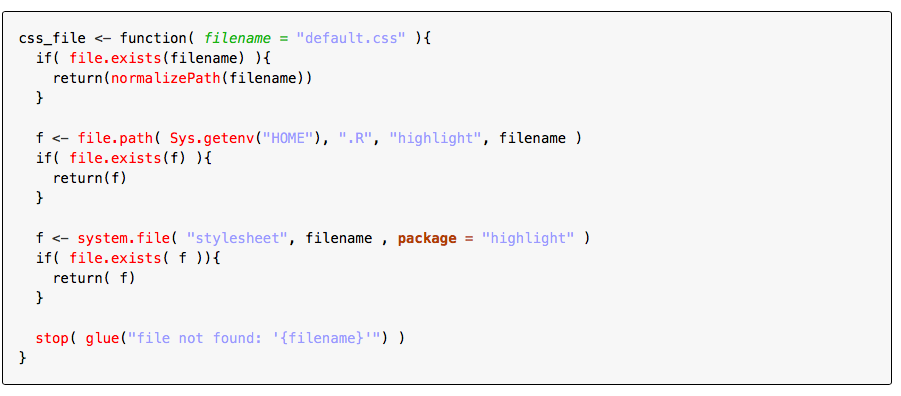 css_file <- function( filename = "default.css" ){
  if( file.exists(filename) ){
    return(normalizePath(filename))
  }

  f <- file.path( Sys.getenv("HOME"), ".R", "highlight", filename )
  if( file.exists(f) ){
    return(f)
  }

  f <- system.file( "stylesheet", filename , package = "highlight" )
  if( file.exists( f )){
    return( f)
  }

  stop( glue("file not found: '{filename}'") )
}